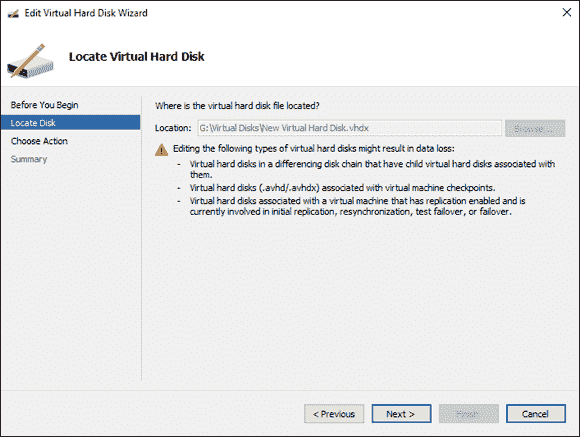 Edit Virtual Hard Disk Wizard
Locate Virtual Hard Disk
Before You Begin
Locate Disk
Choose Action
Summary
Where is the virtual hard disk file located?
Location: G:\Virtual Disks\New Virtual Hard Disk.vhdx Browse...
Editing the following types of virtual hard disks might result in data loss:
- Virtual hard disks in a differencing disk chain that have child virtual hard disks associated with
them.
- Virtual hard disks (.avhd/.avhdx) associated with virtual machine checkpoints.
- Virtual hard disks associated with a virtual machine that has replication enabled and is
currently involved in initial replication, resynchronization, test failover, or failover.
< Previous Next > Finish Cancel